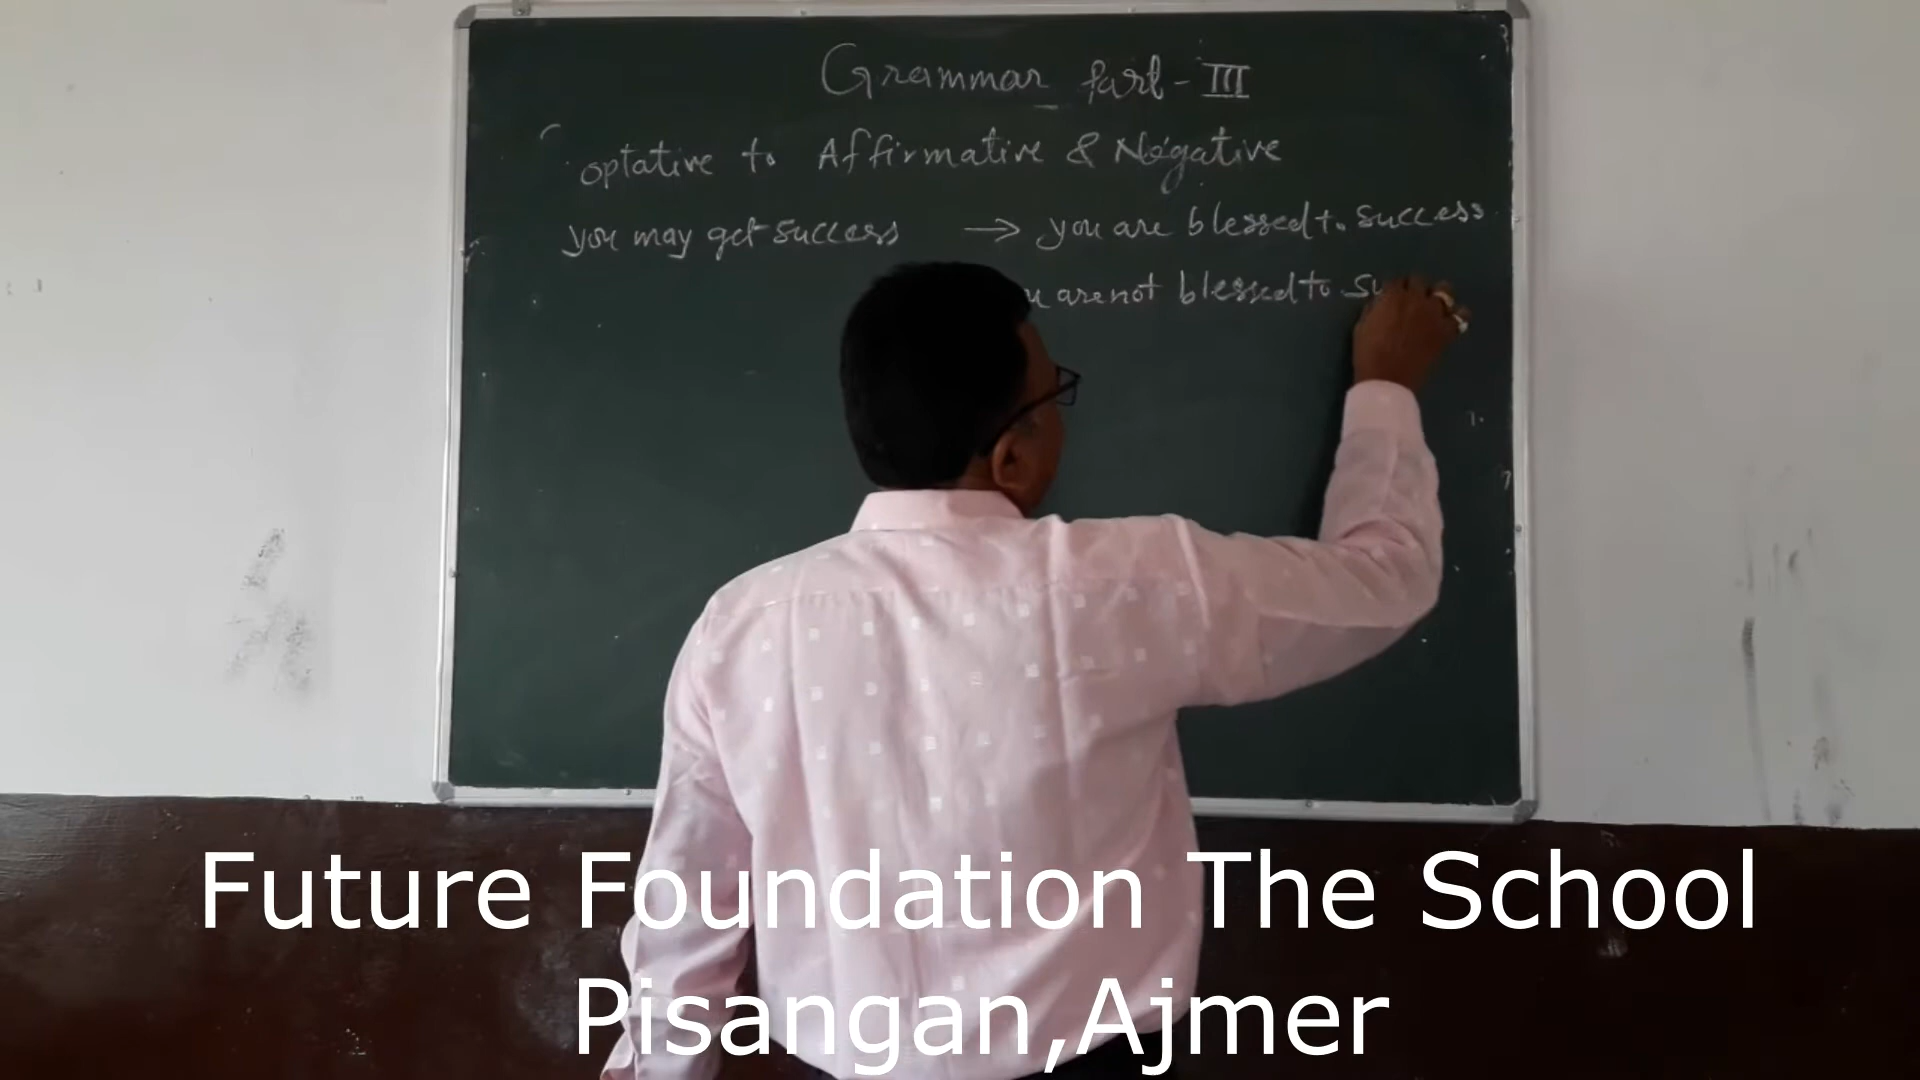 Grammar Part - III
optative to Affirmative & Negative
you may get success → you are blessed to success
are not blessed to
Future Foundation The School
Pisangan,Ajmer